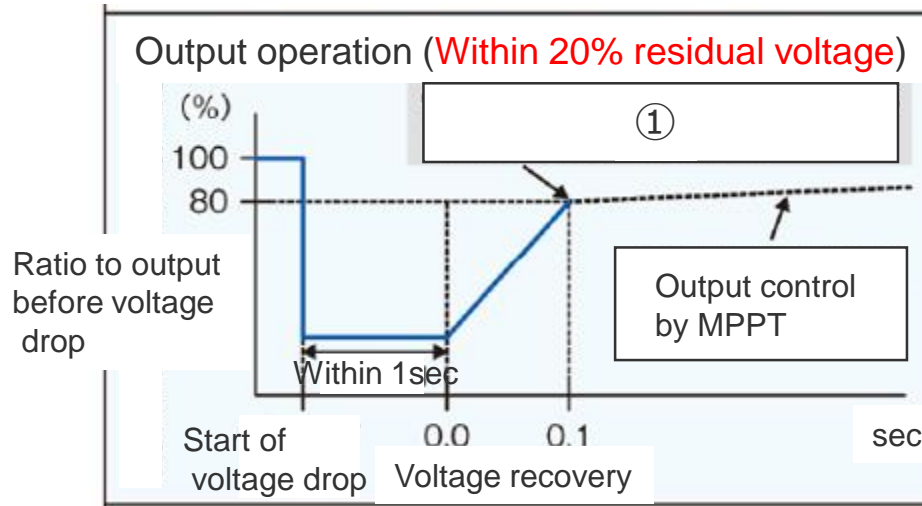 Output operation (Within 20% residual voltage)
(%)
①
100
80
Ratio to output
before voltage
drop
Output control
by MPPT
Within 1sec
0.0
0.1
sec
Start of
voltage drop
Voltage recovery